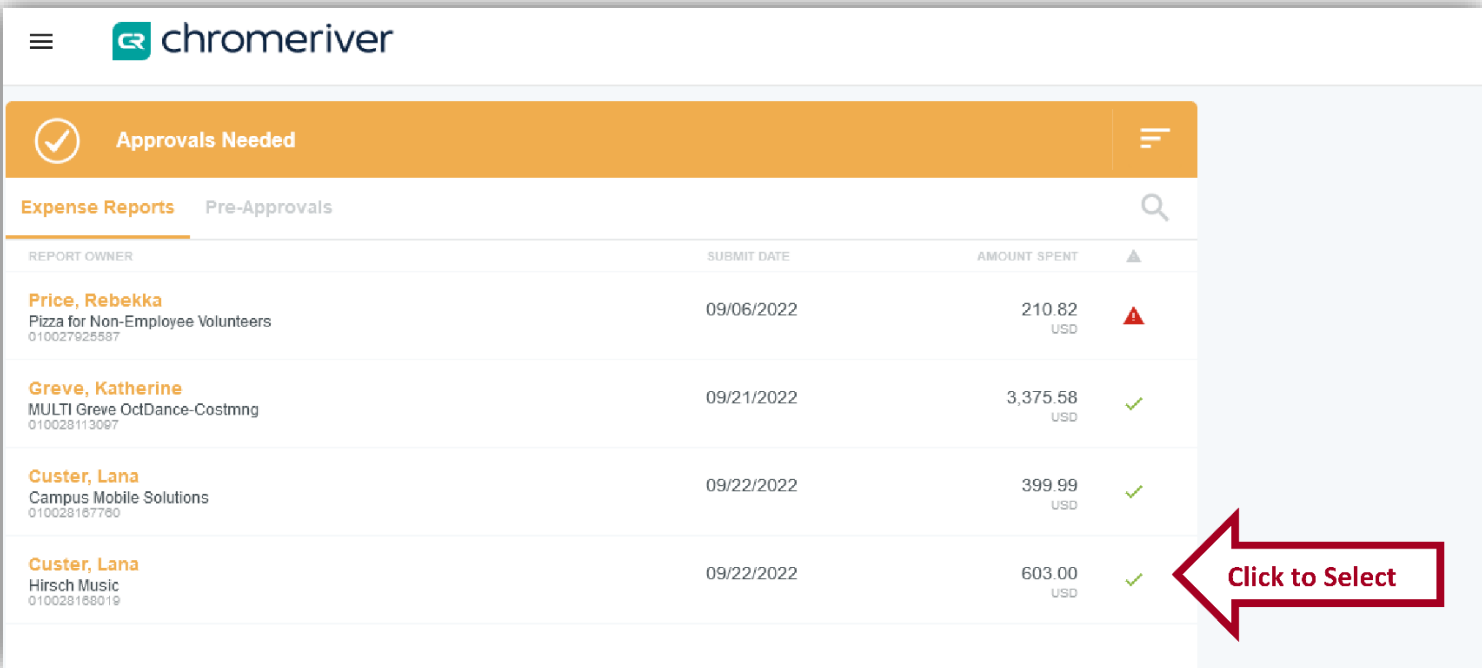 CR chromeriver
Approvals Needed
Expense Reports Pre-Approvals
REPORT OWNER SUBMIT DATE AMOUNT SPENT
Price, Rebekka 09/06/2022 210.82
Pizza for Non-Employee Volunteers USD
010027925587
Greve, Katherine 09/21/2022 3,375.58
MULTI Greve OctDance-Costmng USD
010028113097
Custer, Lana 09/22/2022 399.99
Campus Mobile Solutions USD
010028167760
Custer, Lana 09/22/2022 603.00
Hirsch Music USD
010028168019
Click to Select